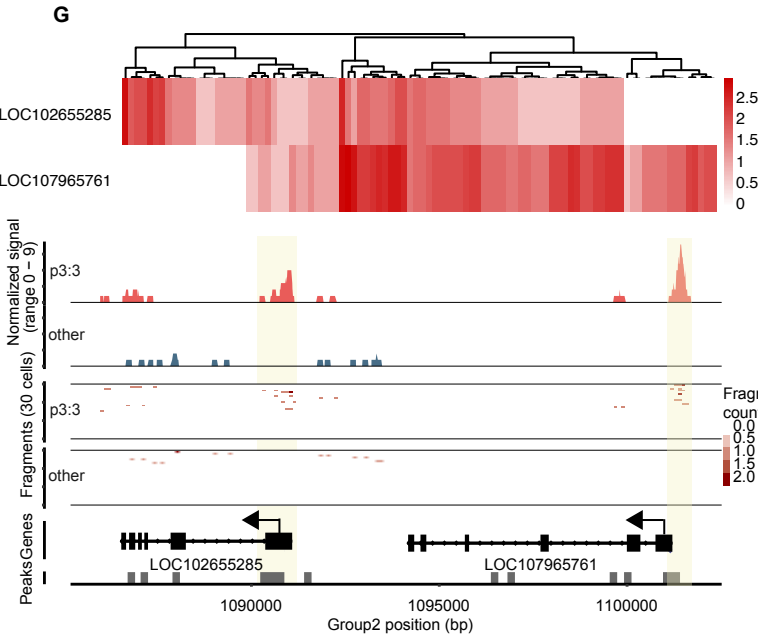 G
LOC102655285
LOC107965761
2.5
2
1.5
1
0.5
0
Normalized signal
(range 0 − 9)
p3:3
other
Fragments (30 cells)
p3:3
other
Frag
coun
0.0
0.5
1.0
1.5
2.0
Genes
LOC102655285
LOC107965761
Peaks
1090000
1095000
1100000
Group2 position (bp)